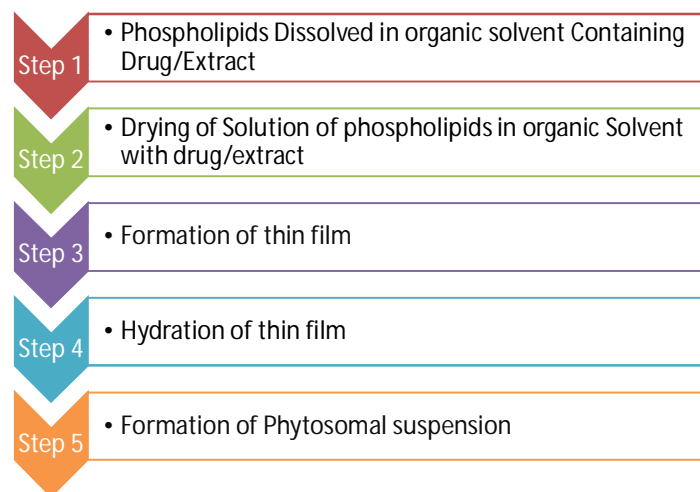 Step 1
• Phospholipids Dissolved in organic solvent Containing
Drug/Extract
Step 2
• Drying of Solution of phospholipids in organic Solvent
with drug/extract
Step 3
• Formation of thin film
Step 4
• Hydration of thin film
Step 5
• Formation of Phytosomal suspension